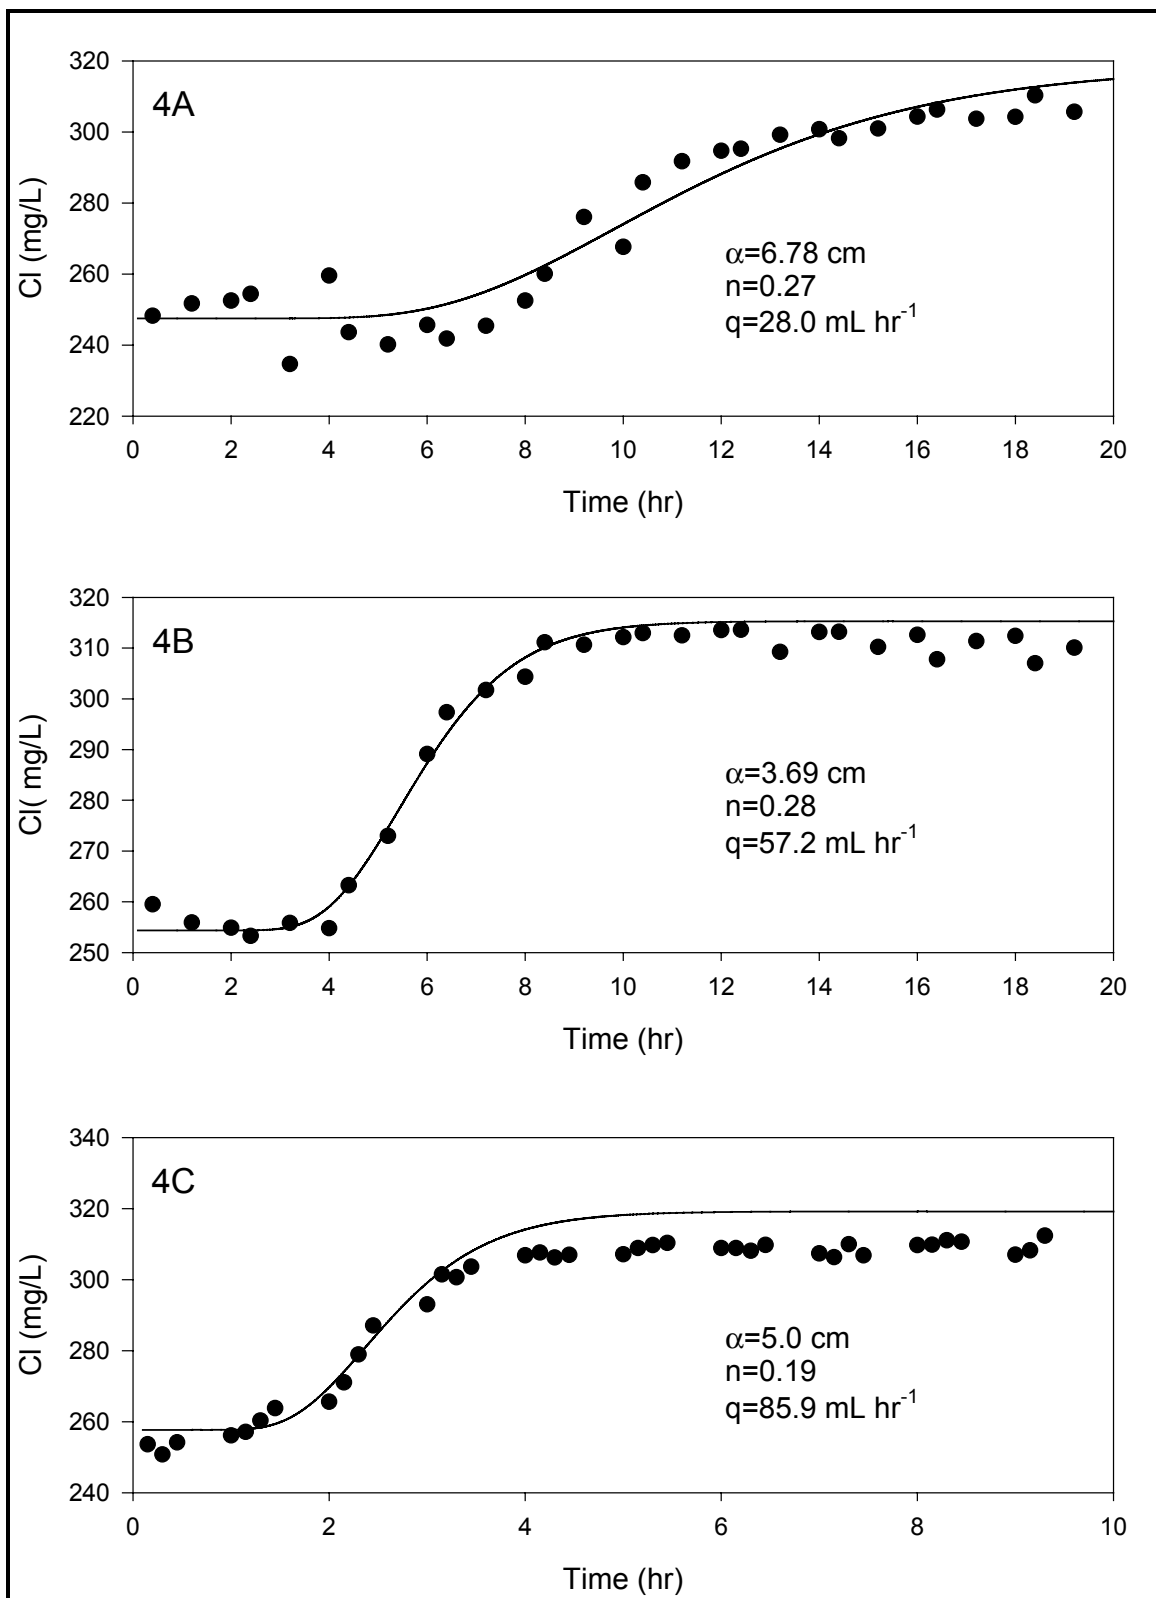 4A
Cl (mg/L)
320
300
280
260
240
220
α=6.78 cm
n=0.27
q=28.0 mL hr⁻¹
0 2 4 6 8 10 12 14 16 18 20
Time (hr)
4B
Cl( mg/L)
320
310
300
290
280
270
260
250
α=3.69 cm
n=0.28
q=57.2 mL hr⁻¹
0 2 4 6 8 10 12 14 16 18 20
Time (hr)
4C
Cl (mg/L)
340
320
300
280
260
240
α=5.0 cm
n=0.19
q=85.9 mL hr⁻¹
0 2 4 6 8 10
Time (hr)